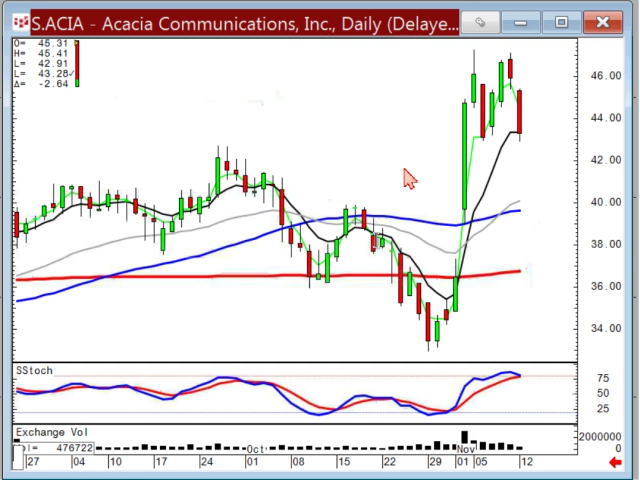 S.ACIA - Acacia Communications, Inc., Daily (Delaye...
O= 45.31
H= 45.41
L= 42.91
L= 43.28
Δ= -2.64
46.00
44.00
42.00
40.00
38.00
36.00
34.00
SStoch
75
50
25
Exchange Vol
Vol= 476722
2000000
0
27 04 10 17 24 Oct 01 08 15 22 29 Nov 05 12